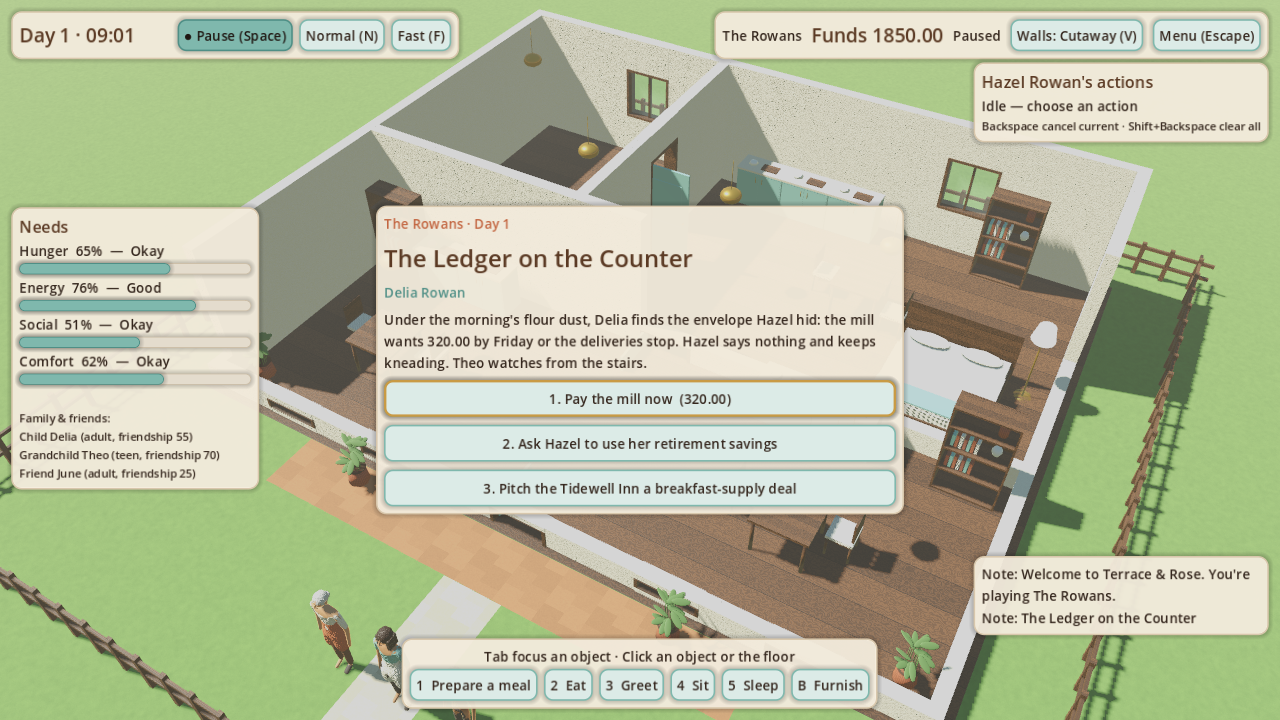 Day 1 · 09:01
● Pause (Space)
Normal (N)
Fast (F)
The Rowans
Funds 1850.00
Paused
Walls: Cutaway (V)
Menu (Escape)
Hazel Rowan's actions
Idle — choose an action
Backspace cancel current · Shift+Backspace clear all
Needs
Hunger 65% — Okay
Energy 76% — Good
Social 51% — Okay
Comfort 62% — Okay
Family & friends:
Child Delia (adult, friendship 55)
Grandchild Theo (teen, friendship 70)
Friend June (adult, friendship 25)
The Rowans · Day 1
The Ledger on the Counter
Delia Rowan
Under the morning's flour dust, Delia finds the envelope Hazel hid: the mill
wants 320.00 by Friday or the deliveries stop. Hazel says nothing and keeps
kneading. Theo watches from the stairs.
1. Pay the mill now (320.00)
2. Ask Hazel to use her retirement savings
3. Pitch the Tidewell Inn a breakfast-supply deal
Note: Welcome to Terrace & Rose. You're
playing The Rowans.
Note: The Ledger on the Counter
Tab focus an object · Click an object or the floor
1 Prepare a meal
2 Eat
3 Greet
4 Sit
5 Sleep
B Furnish